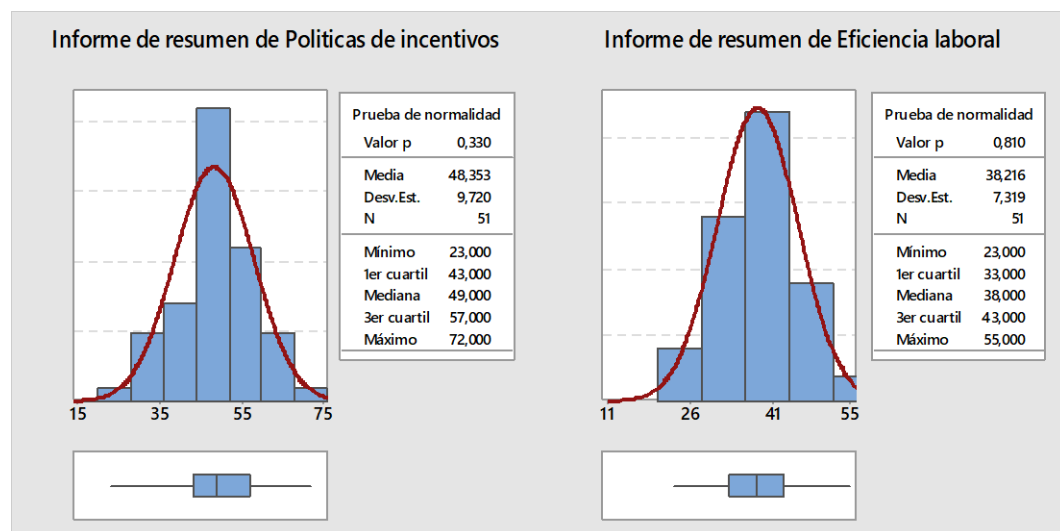 Informe de resumen de Politicas de incentivos
Prueba de normalidad
Valor p 0,330
Media 48,353
Desv.Est. 9,720
N 51
Mínimo 23,000
1er cuartil 43,000
Mediana 49,000
3er cuartil 57,000
Máximo 72,000
15 35 55 75
Informe de resumen de Eficiencia laboral
Prueba de normalidad
Valor p 0,810
Media 38,216
Desv.Est. 7,319
N 51
Mínimo 23,000
1er cuartil 33,000
Mediana 38,000
3er cuartil 43,000
Máximo 55,000
11 26 41 55